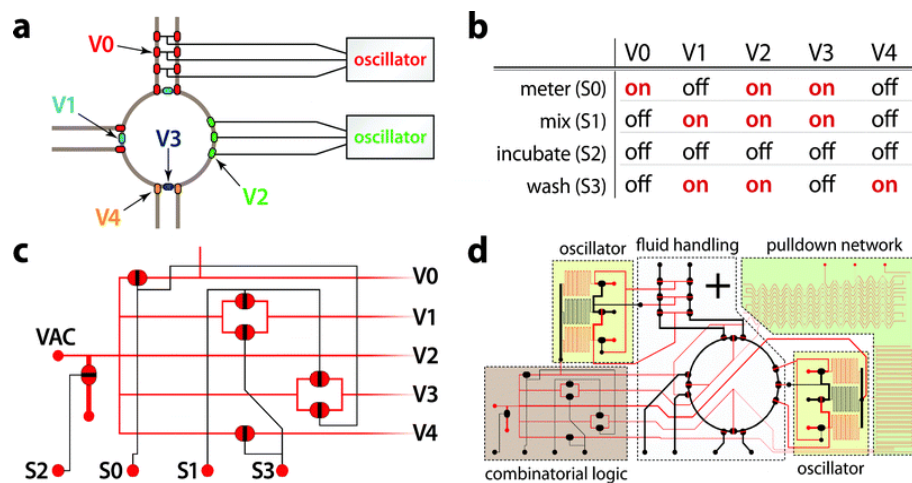 a
V0
oscillator
V1
V3
oscillator
V4
V2
b
V0 V1 V2 V3 V4
meter (S0) on off on on off
mix (S1) off on on on off
incubate (S2) off off off off off
wash (S3) off on on off on
c
V0
V1
VAC
V2
V3
V4
S2 S0 S1 S3
d
oscillator fluid handling pulldown network
+
combinatorial logic
oscillator